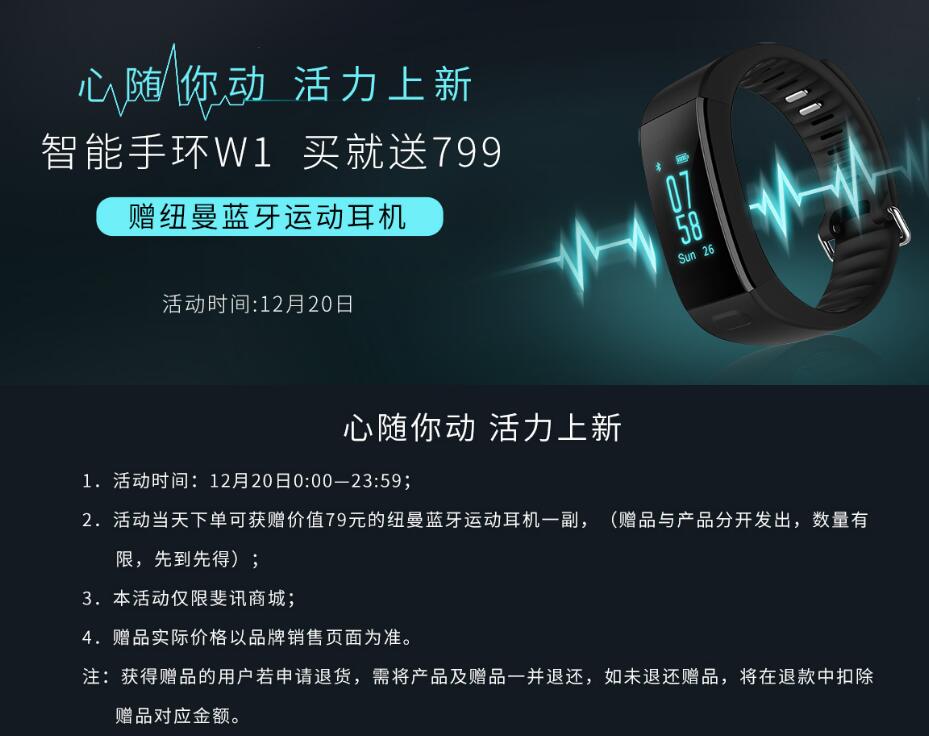 心随你动 活力上新
智能手环W1 买就送799
赠纽曼蓝牙运动耳机
活动时间:12月20日
07
58
Sun 26
心随你动 活力上新
1. 活动时间：12月20日0:00—23:59；
2. 活动当天下单可获赠价值79元的纽曼蓝牙运动耳机一副，（赠品与产品分开发出，数量有
限，先到先得）；
3. 本活动仅限斐讯商城；
4. 赠品实际价格以品牌销售页面为准。
注：获得赠品的用户若申请退货，需将产品及赠品一并退还，如未退还赠品，将在退款中扣除
赠品对应金额。